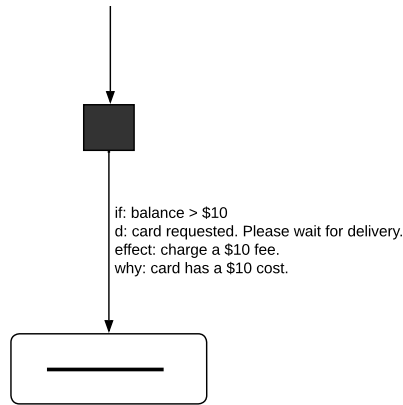 if: balance > $10
d: card requested. Please wait for delivery.
effect: charge a $10 fee.
why: card has a $10 cost.